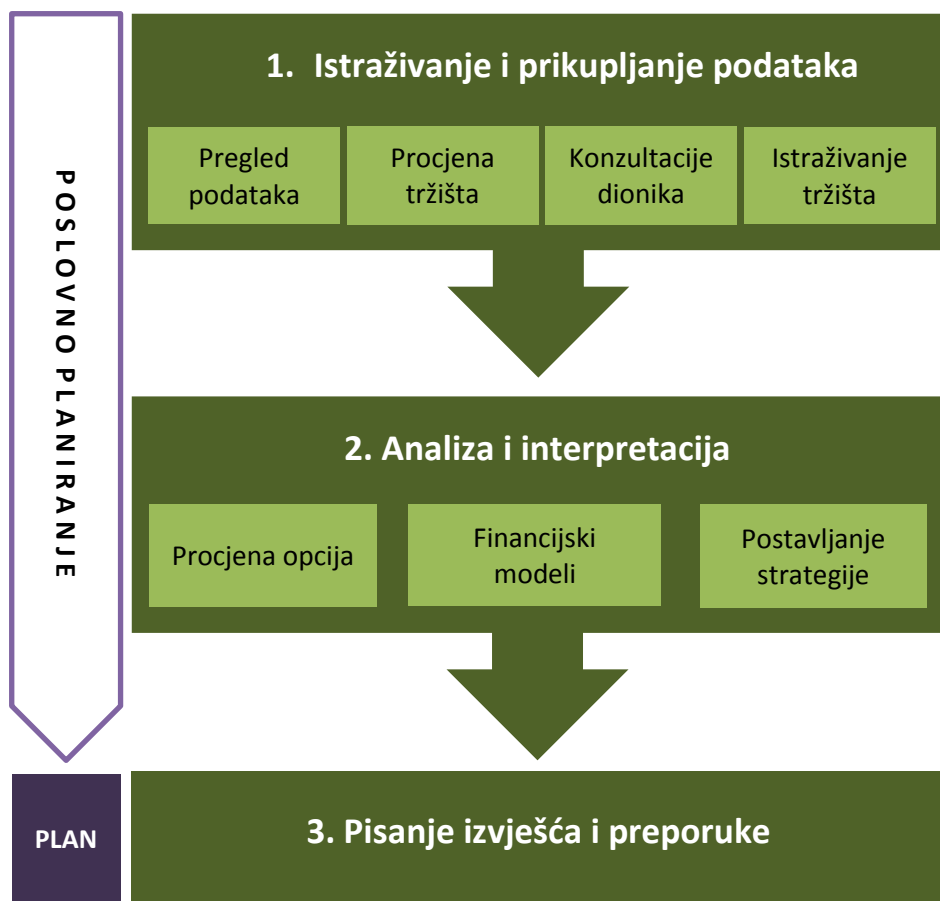 1. Istraživanje i prikupljanje podataka
Pregled
podataka
Procjena
tržišta
Konzultacije
dionika
Istraživanje
tržišta
POSLOVNO PLANIRANJE
2. Analiza i interpretacija
Procjena opcija
Financijski
modeli
Postavljanje
strategije
PLAN
3. Pisanje izvješća i preporuke